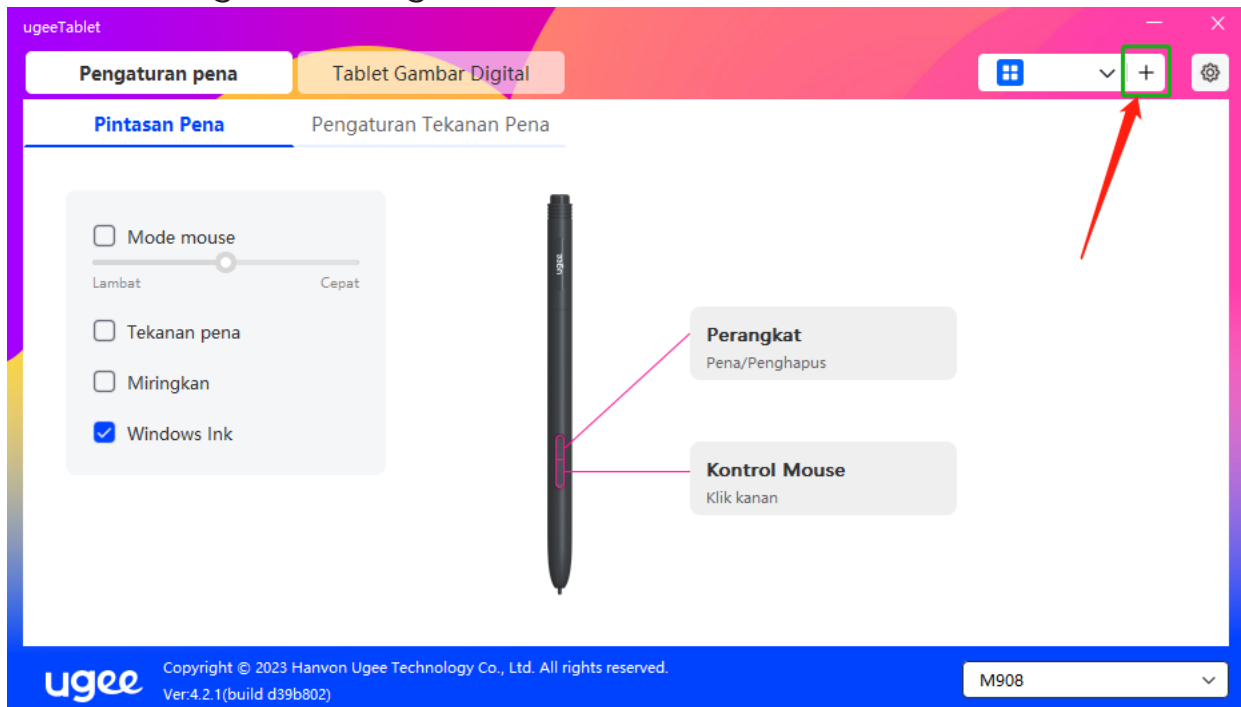 ugeeTablet
Pengaturan pena
Tablet Gambar Digital
Pintasan Pena
Pengaturan Tekanan Pena
Mode mouse
Lambat
Cepat
Tekanan pena
Miringkan
Windows Ink
ugee
Perangkat
Pena/Penghapus
Kontrol Mouse
Klik kanan
ugee
Copyright © 2023 Hanvon Ugee Technology Co., Ltd. All rights reserved.
Ver:4.2.1(build d39b802)
M908